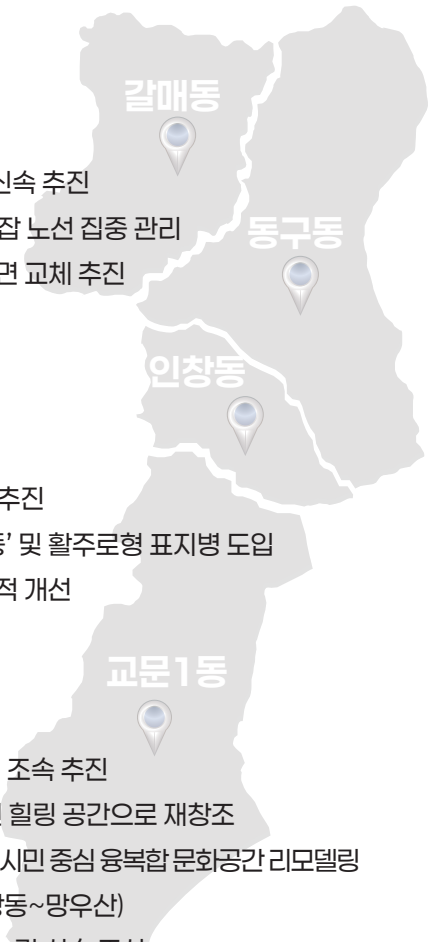 갈매동
신속 추진
잡 노선 집중 관리
동구동
면 교체 추진
인창동
추진
등’ 및 활주로형 표지병 도입
적 개선
교문1동
조속 추진
힐링 공간으로 재창조
시민 중심 융복합 문화공간 리모델링
창동~망우산)